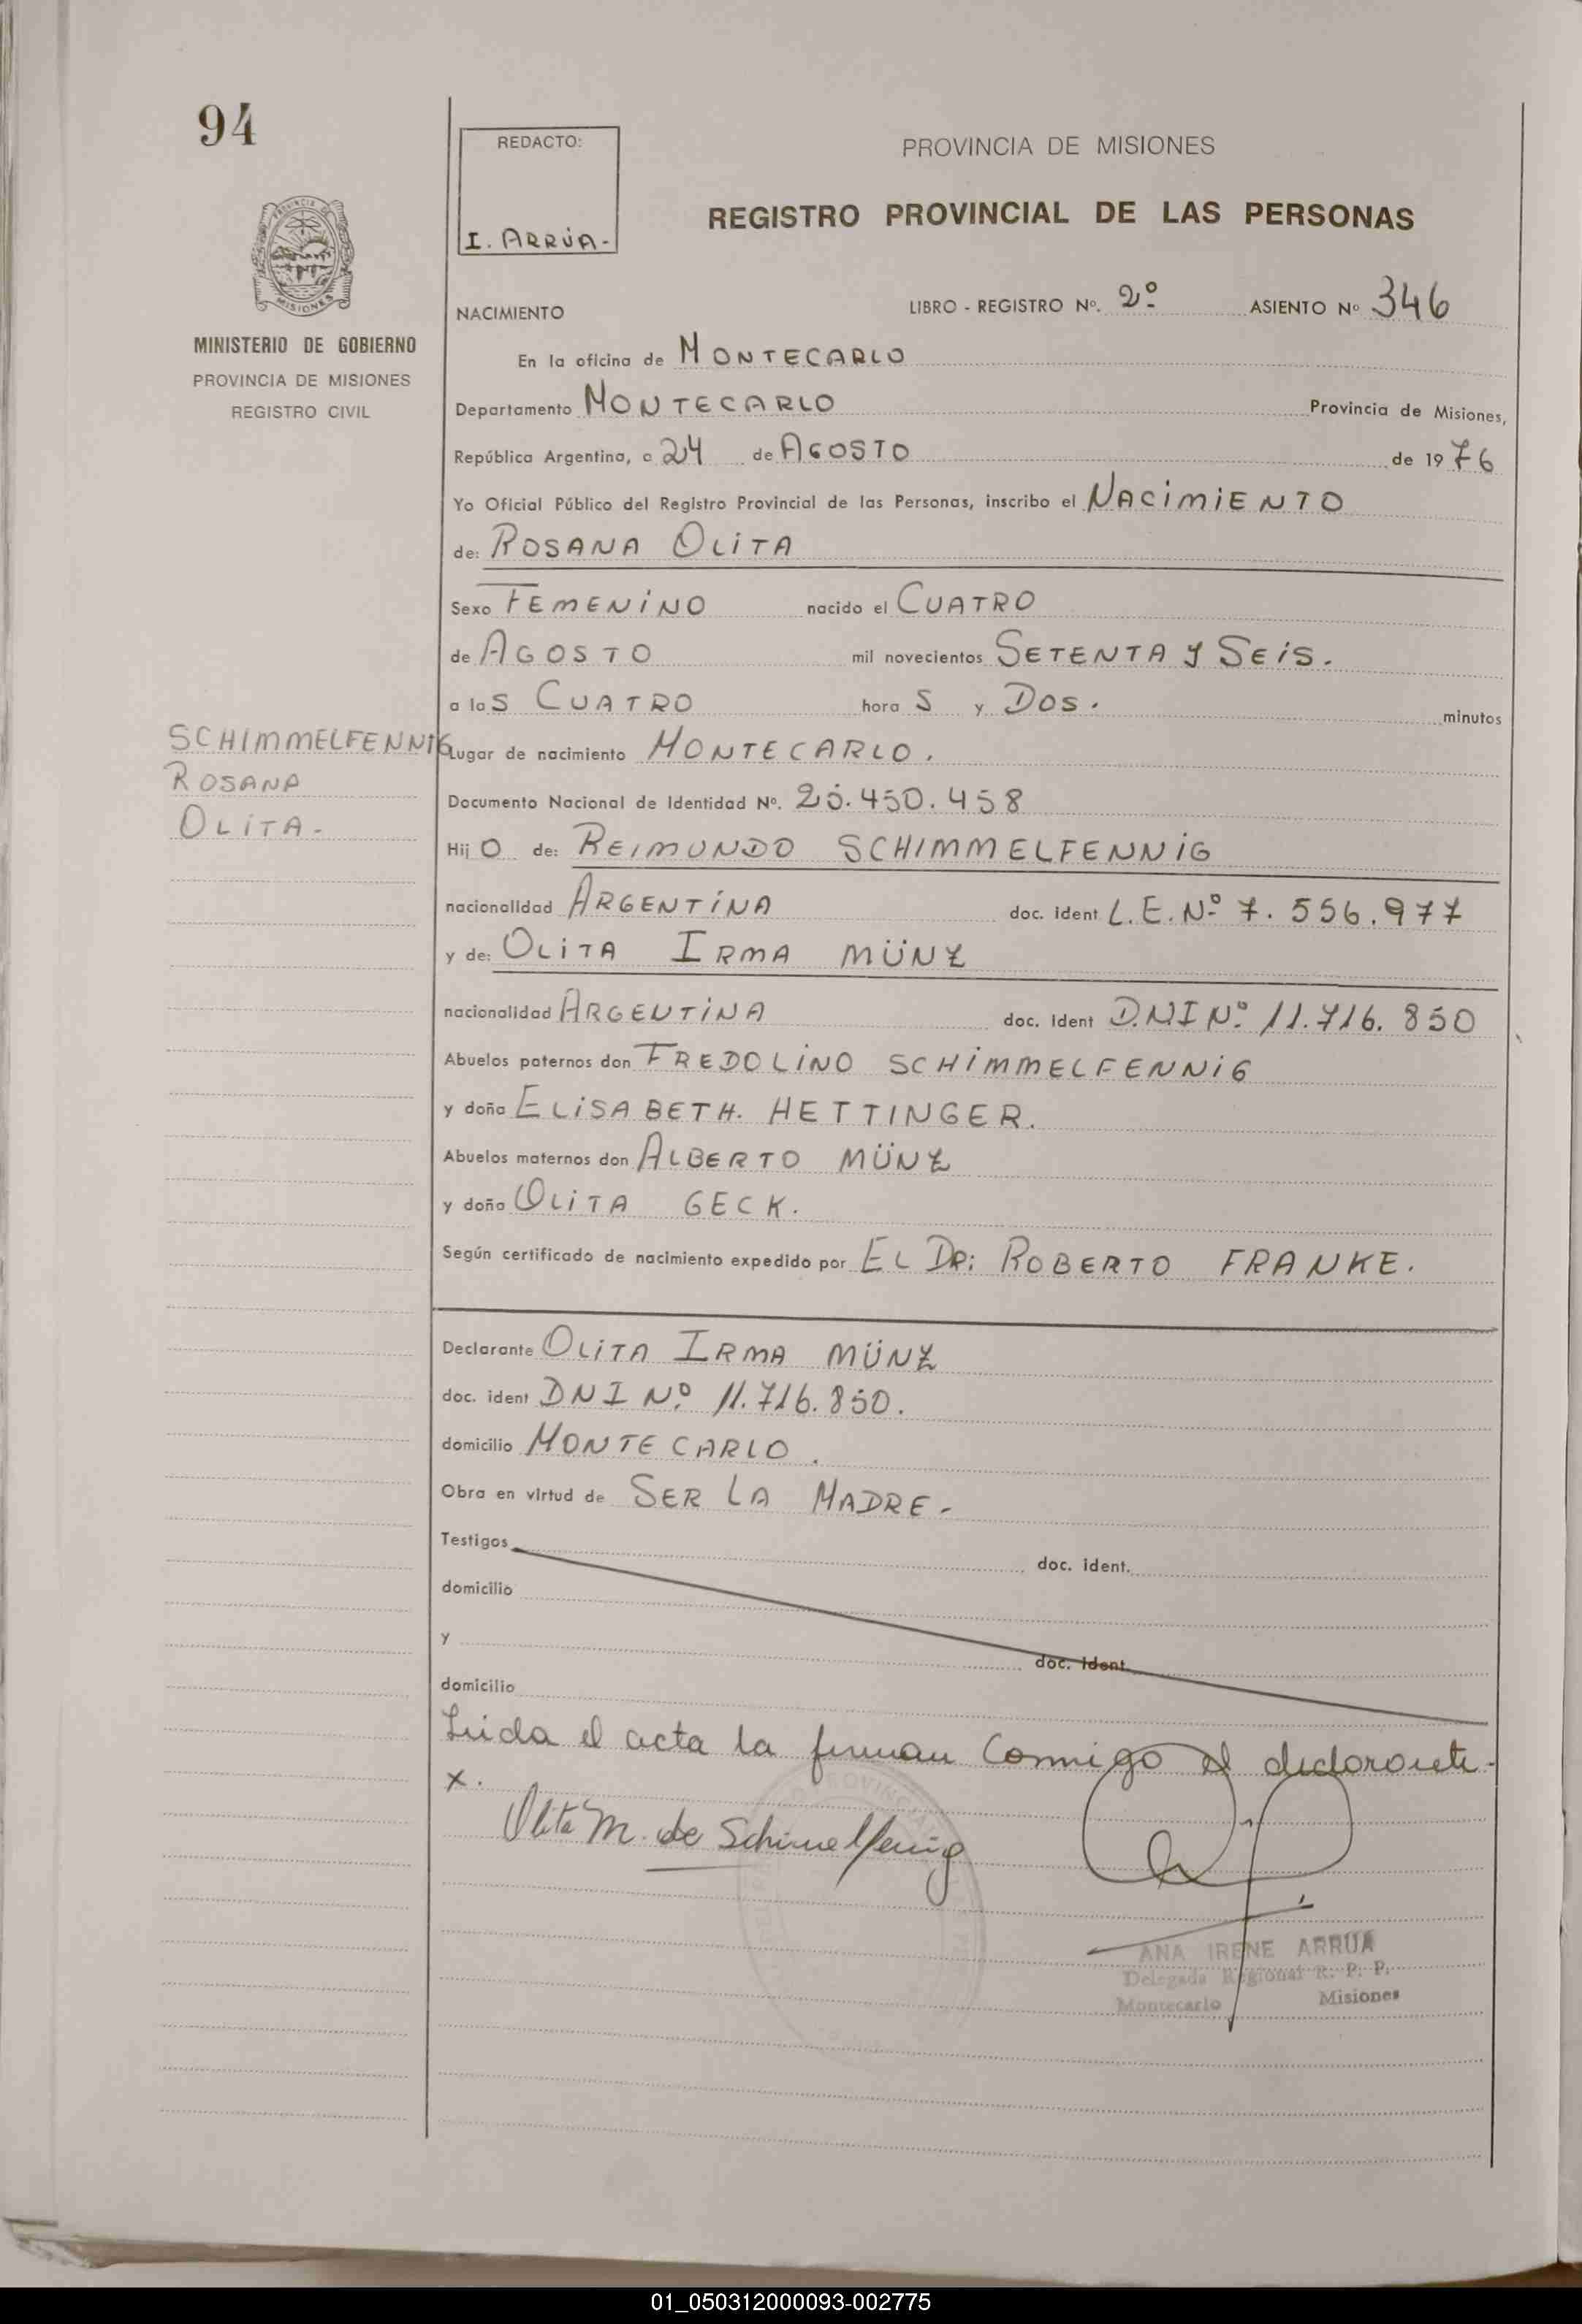 94
REDACTO:
I. ARRÚA-
PROVINCIA DE MISIONES
REGISTRO PROVINCIAL DE LAS PERSONAS
MINISTERIO DE GOBIERNO
PROVINCIA DE MISIONES
REGISTRO CIVIL
NACIMIENTO LIBRO - REGISTRO Nº. 2º ASIENTO Nº 346
En la oficina de MONTECARLO
Departamento MONTECARLO Provincia de Misiones,
República Argentina, a 24 de AGOSTO de 1976
Yo Oficial Público del Registro Provincial de las Personas, inscribo el NACIMIENTO
de: ROSANA OLITA
Sexo FEMENINO nacido el CUATRO
de AGOSTO mil novecientos SETENTA Y SEIS.
a las CUATRO horas y DOS. minutos
SCHIMMELFENNIG
ROSANA
OLITA-
Lugar de nacimiento MONTECARLO.
Documento Nacional de Identidad Nº. 25.450.458
Hijo de: REIMUNDO SCHIMMELFENNIG
nacionalidad ARGENTINA doc. ident L.E.Nº 7.556.977
y de: OLITA IRMA MÜNZ
nacionalidad ARGENTINA doc. Ident D.NI Nº 11.716.850
Abuelos paternos don FREDOLINO SCHIMMELFENNIG
y doña ELISABETH. HETTINGER.
Abuelos maternos don ALBERTO MÜNZ
y doña OLITA GECK.
Según certificado de nacimiento expedido por EL DR: ROBERTO FRANKE.
Declarante OLITA IRMA MÜNZ
doc. ident DNI Nº 11.716.850.
domicilio MONTECARLO.
Obra en virtud de SER LA MADRE-
Testigos doc. ident.
domicilio
y doc. ident
domicilio
Leida el acta la firman conmigo el declarante-
x.
Olita M. de Schimelfenig
ANA IRENE ARRUA
Delegada Regional R. P. P.
Montecarlo Misiones
01_050312000093-002775